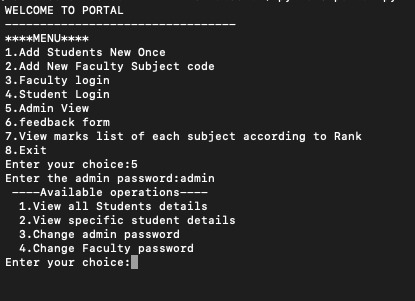 WELCOME TO PORTAL
---------------------------------
****MENU****
1.Add Students New Once
2.Add New Faculty Subject code
3.Faculty login
4.Student Login
5.Admin View
6.feedback form
7.View marks list of each subject according to Rank
8.Exit
Enter your choice:5
Enter the admin password:admin
 ----Available operations----
  1.View all Students details
  2.View specific student details
  3.Change admin password
  4.Change Faculty password
Enter your choice: